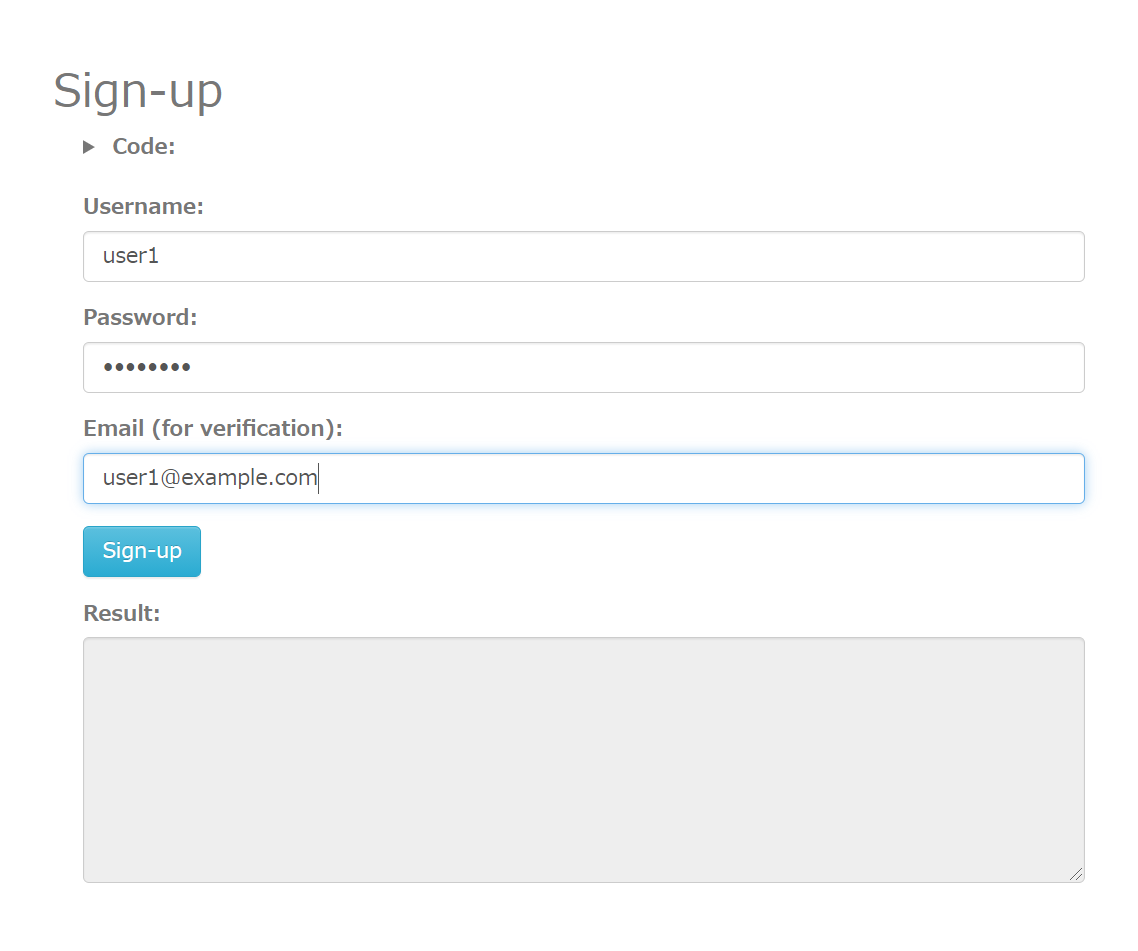 Sign-up
Code:
Username:
user1
Password:
••••••••
Email (for verification):
user1@example.com
Sign-up
Result: